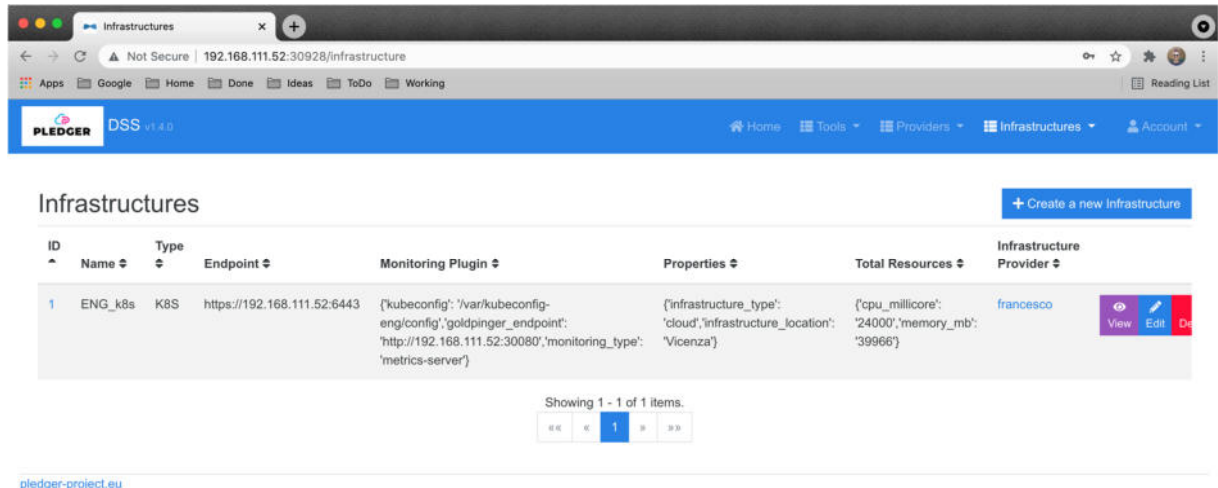 Infrastructures
Not Secure | 192.168.111.52:30928/infrastructure
Apps Google Home Done Ideas ToDo Working Reading List
PLEDGER DSS v1.4.0 Home Tools Providers Infrastructures Account
Infrastructures
+ Create a new Infrastructure
ID Name Type Endpoint Monitoring Plugin Properties Total Resources Infrastructure Provider
1 ENG_k8s K8S https://192.168.111.52:6443 {'kubeconfig': '/var/kubeconfig-
eng/config','goldpinger_endpoint':
'http://192.168.111.52:30080','monitoring_type':
'metrics-server'}
{'infrastructure_type':
'cloud','infrastructure_location':
'Vicenza'}
{'cpu_millicore':
'24000','memory_mb':
'39966'}
francesco
View Edit De
Showing 1 - 1 of 1 items.
«« « 1 » »»
pledger-project.eu